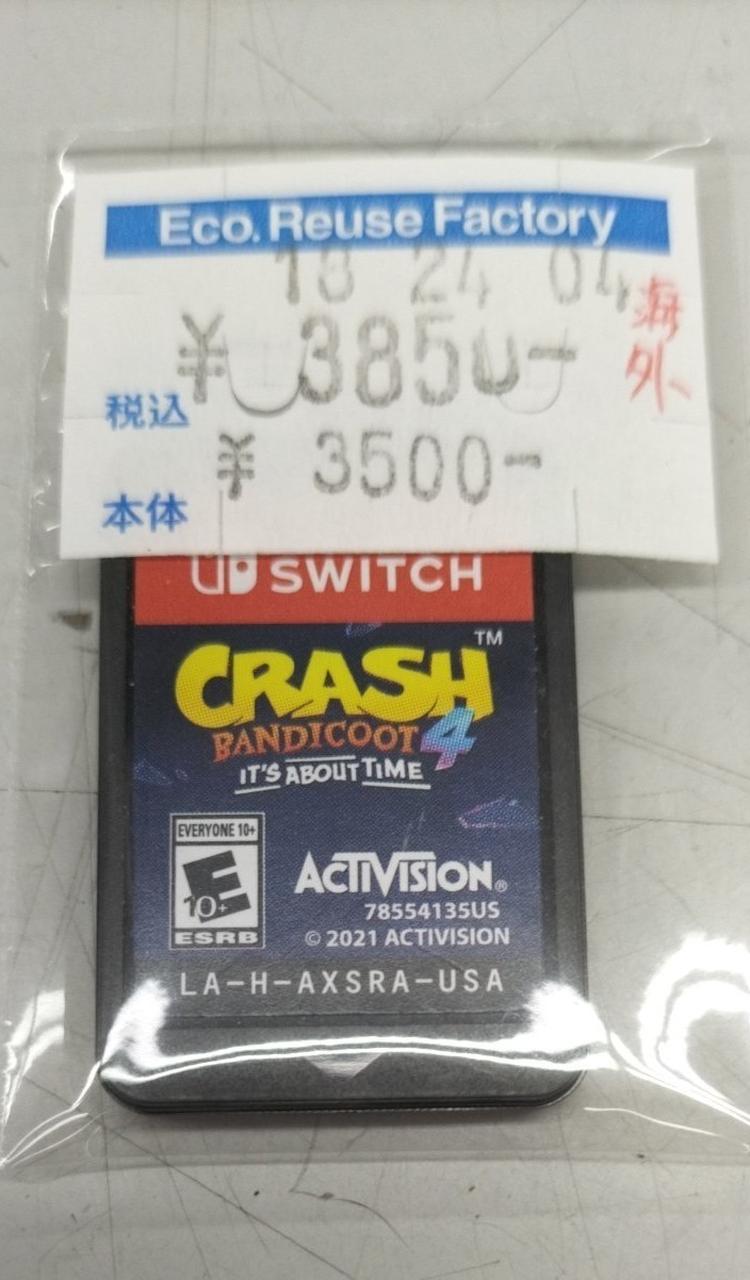 Eco. Reuse Factory
18 24 04
海外
¥ 3850-
税込
¥ 3500-
本体
SWITCH
CRASH™
BANDICOOT 4
IT'S ABOUT TIME
EVERYONE 10+
E
10+
ESRB
ACTIVISION®
78554135US
© 2021 ACTIVISION
LA-H-AXSRA-USA